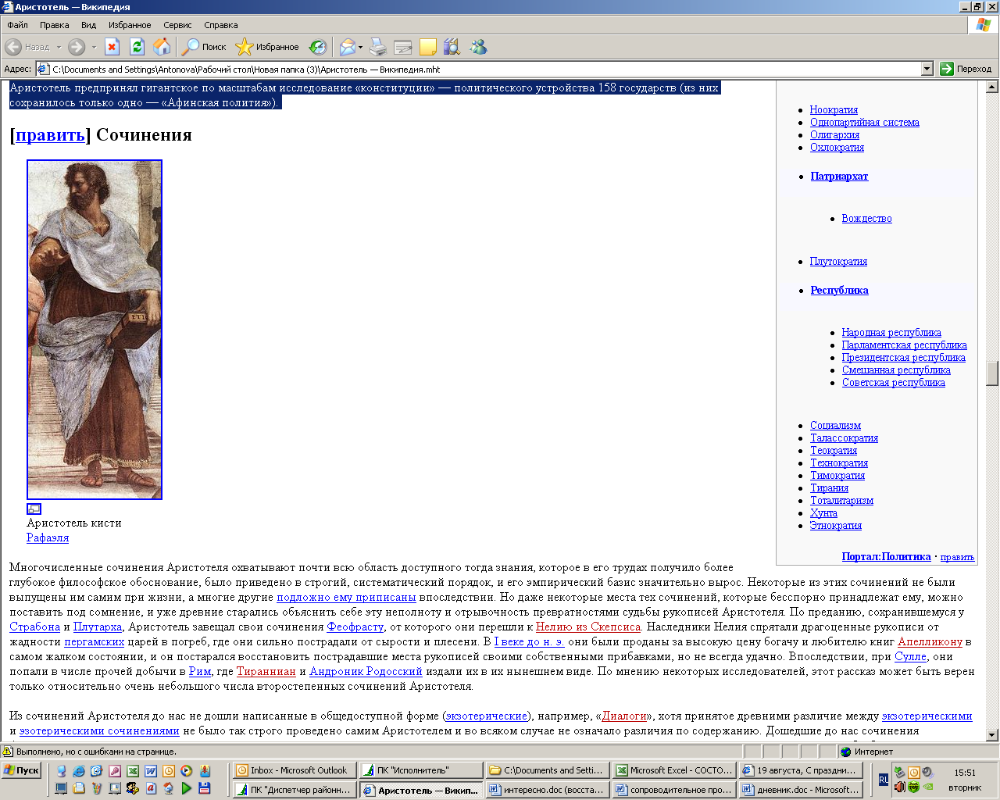 Аристотель — Википедия
Файл Правка Вид Избранное Сервис Справка
Назад Поиск Избранное
Адрес: C:\Documents and Settings\Antonova\Рабочий стол\Новая папка (3)\Аристотель — Википедия.mht Переход
Аристотель предпринял гигантское по масштабам исследование «конституции» — политического устройства 158 государств (из них
сохранилось только одно — «Афинская полития»).
[править] Сочинения
ЕТІС
Аристотель кисти
Рафаэля
Ноократия
Однопартийная система
Олигархия
Охлократия
Патриархат
Вождество
Плутократия
Республика
Народная республика
Парламентская республика
Президентская республика
Смешанная республика
Советская республика
Социализм
Талассократия
Теократия
Технократия
Тимократия
Тирания
Тоталитаризм
Хунта
Этнократия
Портал:Политика · править
Многочисленные сочинения Аристотеля охватывают почти всю область доступного тогда знания, которое в его трудах получило более
глубокое философское обоснование, было приведено в строгий, систематический порядок, и его эмпирический базис значительно вырос. Некоторые из этих сочинений не были
выпущены им самим при жизни, а многие другие подложно ему приписаны впоследствии. Но даже некоторые места тех сочинений, которые бесспорно принадлежат ему, можно
поставить под сомнение, и уже древние старались объяснить себе эту неполноту и отрывочность превратностями судьбы рукописей Аристотеля. По преданию, сохранившемуся у
Страбона и Плутарха, Аристотель завещал свои сочинения Феофрасту, от которого они перешли к Нелию из Скепсиса. Наследники Нелия спрятали драгоценные рукописи от
жадности пергамских царей в погреб, где они сильно пострадали от сырости и плесени. В I веке до н. э. они были проданы за высокую цену богачу и любителю книг Апелликону в
самом жалком состоянии, и он постарался восстановить пострадавшие места рукописей своими собственными прибавками, но не всегда удачно. Впоследствии, при Сулле, они
попали в числе прочей добычи в Рим, где Тиранниан и Андроник Родосский издали их в их нынешнем виде. По мнению некоторых исследователей, этот рассказ может быть верен
только относительно очень небольшого числа второстепенных сочинений Аристотеля.
Из сочинений Аристотеля до нас не дошли написанные в общедоступной форме (экзотерические), например, «Диалоги», хотя принятое древними различие между экзотерическими
и эзотерическими сочинениями не было так строго проведено самим Аристотелем и во всяком случае не означало различия по содержанию. Дошедшие до нас сочинения
Выполнено, но с ошибками на странице. Интернет
Пуск Inbox - Microsoft Outlook ПК "Исполнитель" C:\Documents and Setti... Microsoft Excel - СОСТО... 19 августа, С праздни... RL 15:51
ПК "Диспетчер районн... Аристотель — Викип... интересно.doc (восста... сопроводительное про... дневник.doc - Microsof... вторник